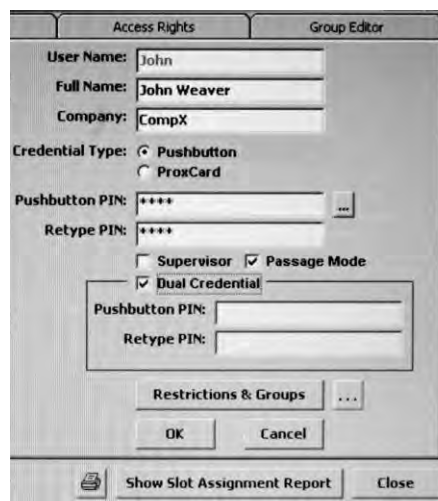 Access Rights Group Editor
User Name: John
Full Name: John Weaver
Company: CompX
Credential Type: Pushbutton
ProxCard
Pushbutton PIN: **** ...
Retype PIN: ****
Supervisor Passage Mode
Dual Credential
Pushbutton PIN:
Retype PIN:
Restrictions & Groups ...
OK Cancel
Show Slot Assignment Report Close